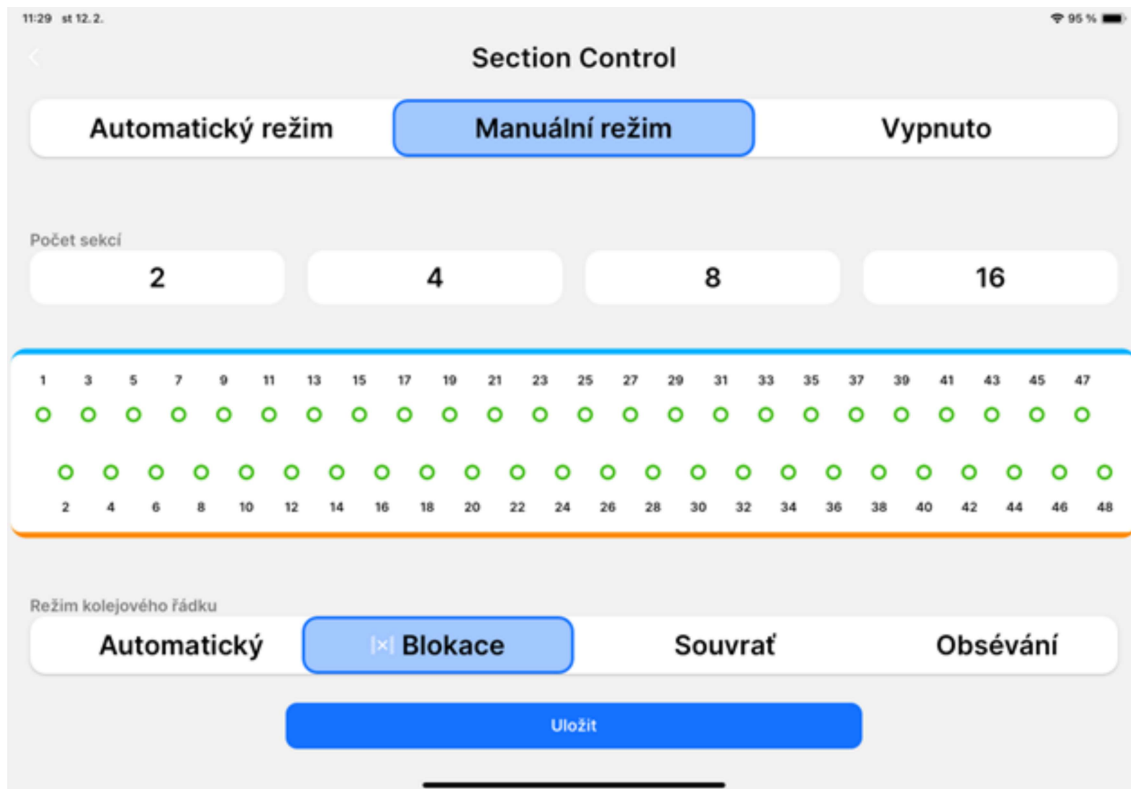 11:29 st 12. 2. 95 %
Section Control
Automatický režim Manuální režim Vypnuto
Počet sekcí
2 4 8 16
1 3 5 7 9 11 13 15 17 19 21 23 25 27 29 31 33 35 37 39 41 43 45 47
2 4 6 8 10 12 14 16 18 20 22 24 26 28 30 32 34 36 38 40 42 44 46 48
Režim kolejového řádku
Automatický Blokace Souvrať Obsévání
Uložit